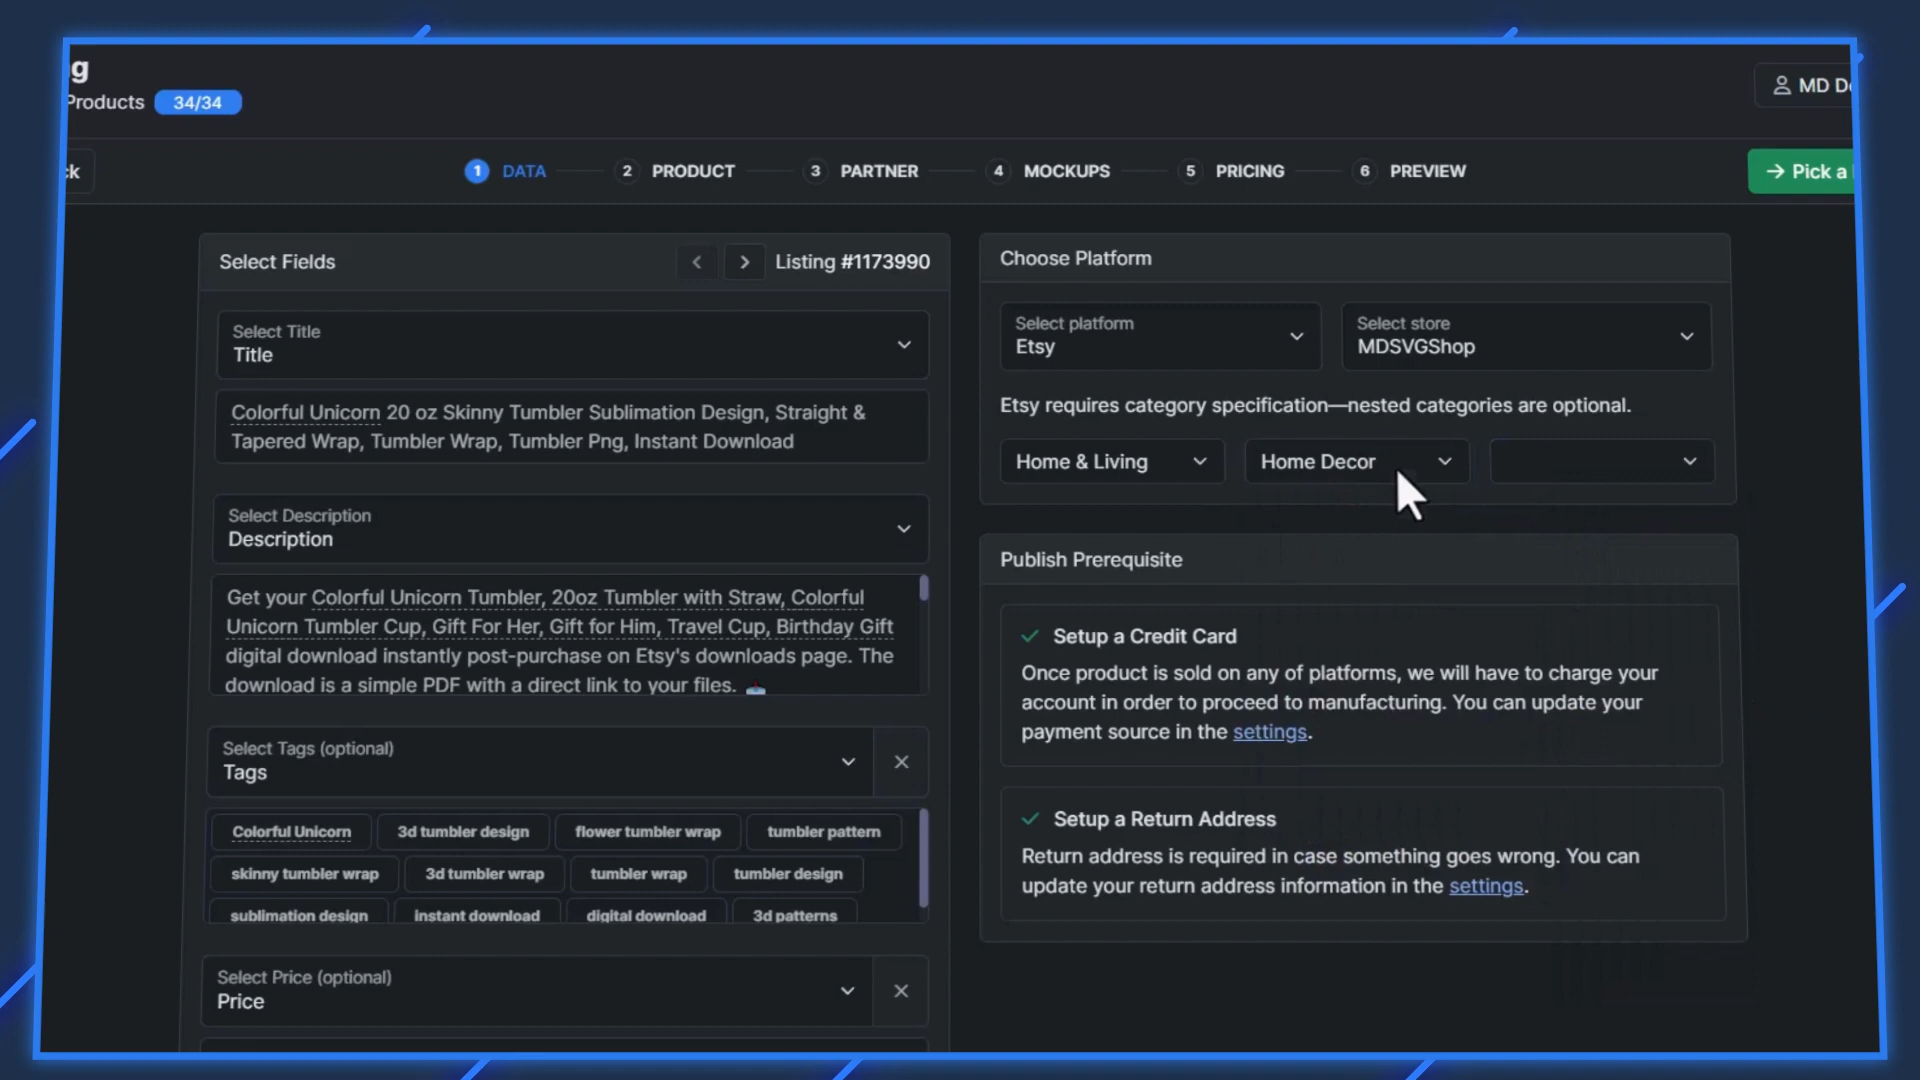 g
Products 34/34
MD De
ck
1 DATA 2 PRODUCT 3 PARTNER 4 MOCKUPS 5 PRICING 6 PREVIEW
Pick a
Select Fields
Listing #1173990
Select Title
Title
Colorful Unicorn 20 oz Skinny Tumbler Sublimation Design, Straight &
Tapered Wrap, Tumbler Wrap, Tumbler Png, Instant Download
Select Description
Description
Get your Colorful Unicorn Tumbler, 20oz Tumbler with Straw, Colorful
Unicorn Tumbler Cup, Gift For Her, Gift for Him, Travel Cup, Birthday Gift
digital download instantly post-purchase on Etsy's downloads page. The
download is a simple PDF with a direct link to your files.
Select Tags (optional)
Tags
Colorful Unicorn 3d tumbler design flower tumbler wrap tumbler pattern
skinny tumbler wrap 3d tumbler wrap tumbler wrap tumbler design
sublimation design instant download digital download 3d patterns
Select Price (optional)
Price
Choose Platform
Select platform
Etsy
Select store
MDSVGShop
Etsy requires category specification—nested categories are optional.
Home & Living Home Decor
Publish Prerequisite
Setup a Credit Card
Once product is sold on any of platforms, we will have to charge your
account in order to proceed to manufacturing. You can update your
payment source in the settings.
Setup a Return Address
Return address is required in case something goes wrong. You can
update your return address information in the settings.